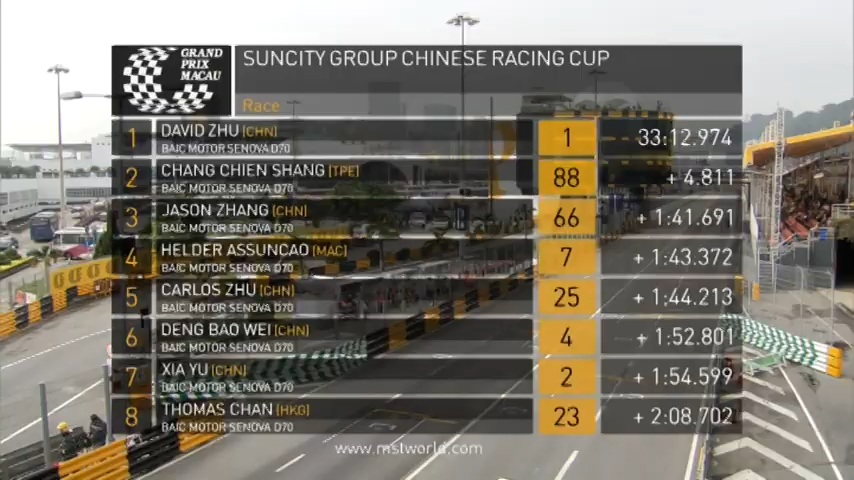 GRAND
PRIX
MACAU
SUNCITY GROUP CHINESE RACING CUP
Race
1 DAVID ZHU (CHN) 1 33:12.974
BAIC MOTOR SENOVA D70
2 CHANG CHIEN SHANG (TPE) 88 + 4.811
BAIC MOTOR SENOVA D70
3 JASON ZHANG (CHN) 66 + 1:41.691
BAIC MOTOR SENOVA D70
4 HELDER ASSUNCAO (MAC) 7 + 1:43.372
BAIC MOTOR SENOVA D70
5 CARLOS ZHU (CHN) 25 + 1:44.213
BAIC MOTOR SENOVA D70
6 DENG BAO WEI (CHN) 4 + 1:52.801
BAIC MOTOR SENOVA D70
7 XIA YU (CHN) 2 + 1:54.599
BAIC MOTOR SENOVA D70
8 THOMAS CHAN (HKG) 23 + 2:08.702
BAIC MOTOR SENOVA D70
www.mstworld.com